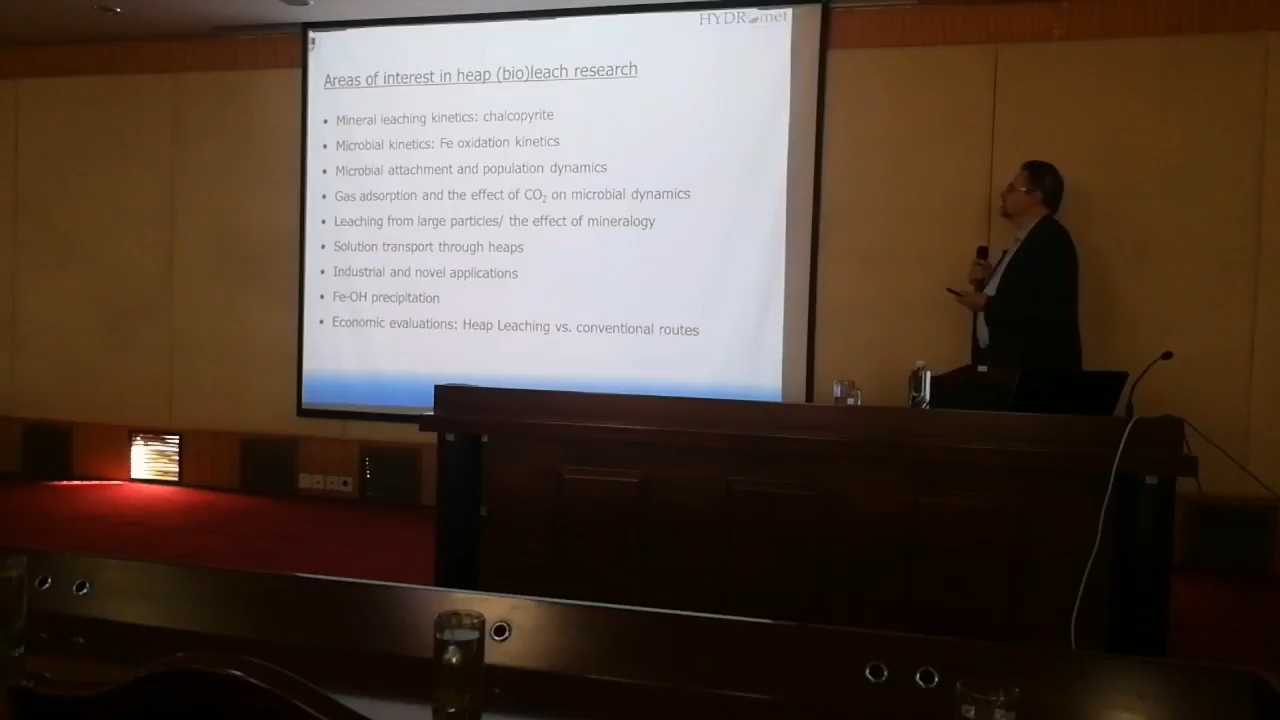 HYDROmet
Areas of interest in heap (bio)leach research
• Mineral leaching kinetics: chalcopyrite
• Microbial kinetics: Fe oxidation kinetics
• Microbial attachment and population dynamics
• Gas adsorption and the effect of CO₂ on microbial dynamics
• Leaching from large particles/ the effect of mineralogy
• Solution transport through heaps
• Industrial and novel applications
• Fe-OH precipitation
• Economic evaluations: Heap Leaching vs. conventional routes